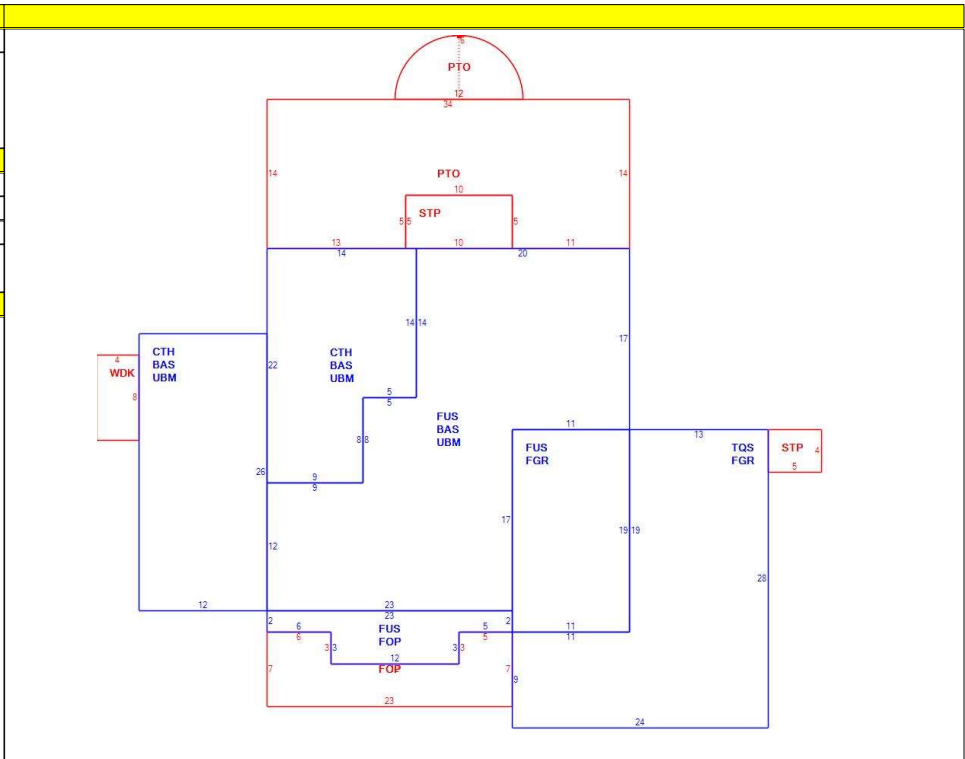 6
PTO
12
34
14 14
PTO
10
STP
5 5 5
13 10 11
14 20
14 14
17
CTH
BAS
UBM
CTH
BAS
UBM
22
4
WDK
8
5
5
FUS
BAS
UBM
11 13
FUS
FGR
TQS
FGR
STP 4
5
8 8
26
9
9
17
19 19
12
28
12 23
23
2 6 FUS 5 2 11
6 FOP 5 11
3 3 12 3 3
7 FOP 7
9
23
24